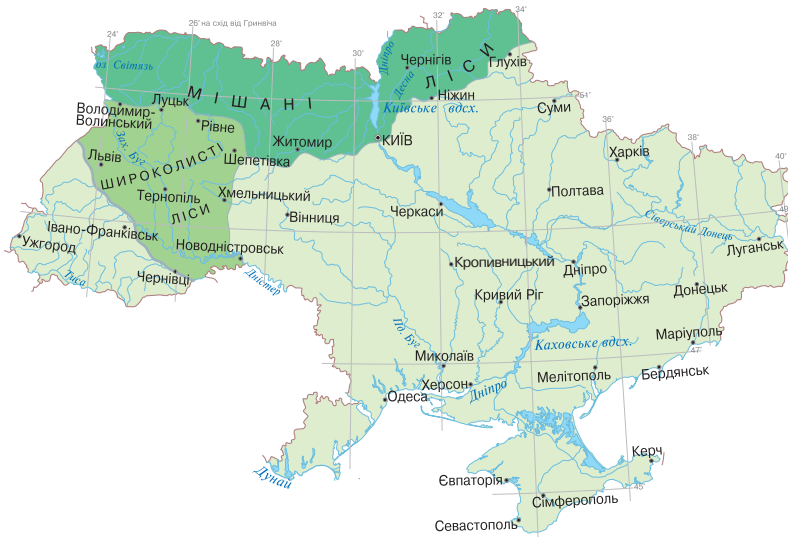 26° на схід від Гринвіча
24°
28°
30°
32°
34°
оз. Світязь
МІШАНІ
ЛІСИ
Дніпро
Десна
Чернігів
Глухів
Ніжин
Київське вдсх.
Суми
51°
36°
38°
40°
Володимир-
Волинський
Луцьк
Рівне
Житомир
КИЇВ
Зах. Буг
Львів
ШИРОКОЛИСТІ
ЛІСИ
Шепетівка
Харків
Тернопіль
Хмельницький
Полтава
Вінниця
Черкаси
49
Сіверський Донець
Івано-Франківськ
Ужгород
Новодністровськ
Луганськ
Тиса
Чернівці
Дністер
Кропивницький
Дніпро
Кривий Ріг
Запоріжжя
Донецьк
Пд. Буг
Маріуполь
Каховське вдсх.
47
Миколаїв
Херсон
Дніпро
Мелітополь
Бердянськ
Одеса
Дунай
Керч
Євпаторія
45
Сімферополь
Севастополь